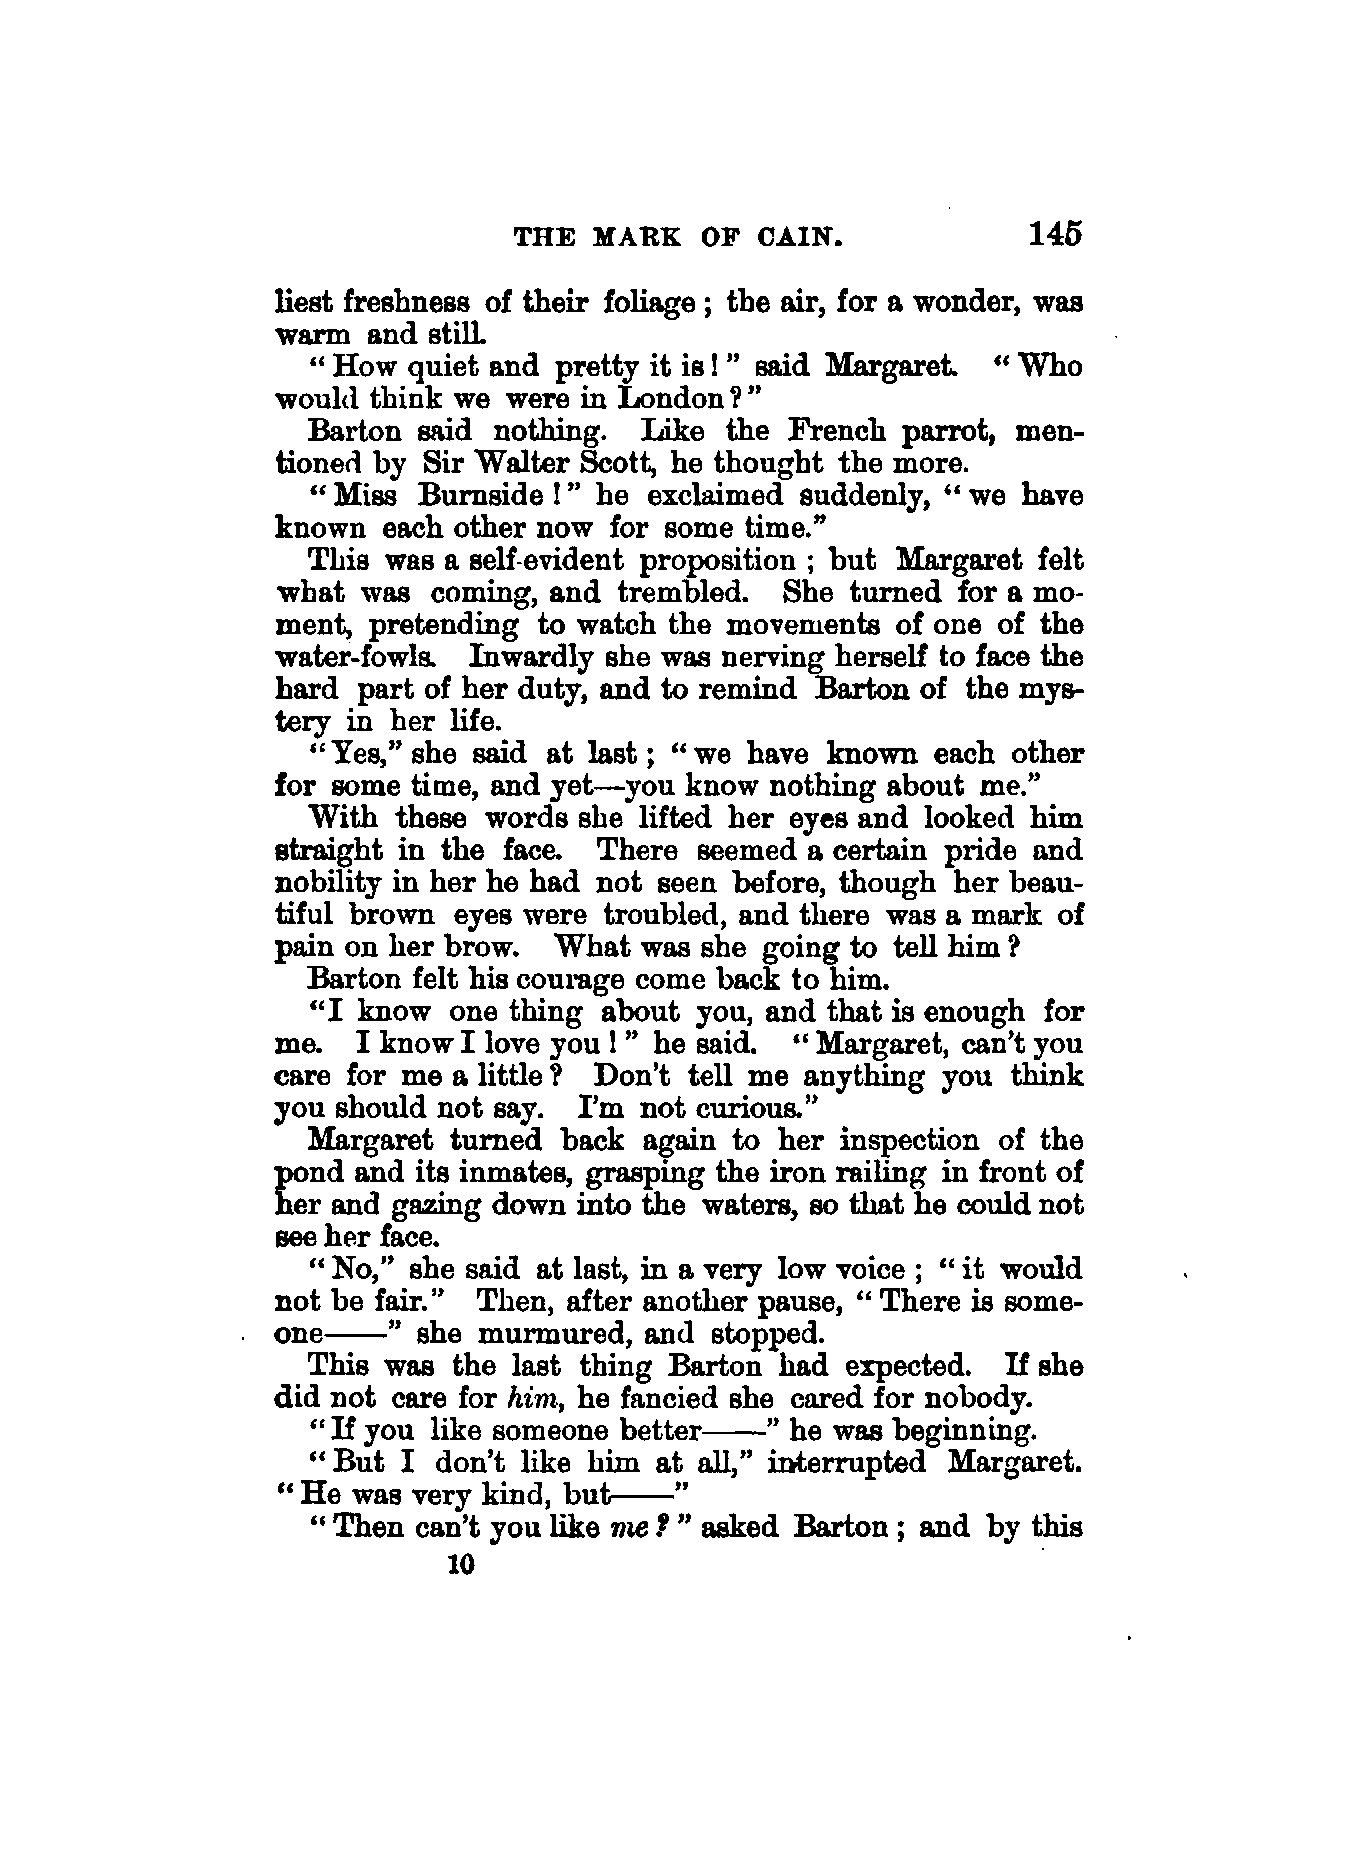 THE MARK OF CAIN. 145
liest freshness of their foliage; the air, for a wonder, was
warm and still.
"How quiet and pretty it is!" said Margaret. "Who
would think we were in London?"
Barton said nothing. Like the French parrot, men-
tioned by Sir Walter Scott, he thought the more.
"Miss Burnside!" he exclaimed suddenly, "we have
known each other now for some time."
This was a self-evident proposition; but Margaret felt
what was coming, and trembled. She turned for a mo-
ment, pretending to watch the movements of one of the
water-fowls. Inwardly she was nerving herself to face the
hard part of her duty, and to remind Barton of the mys-
tery in her life.
"Yes," she said at last; "we have known each other
for some time, and yet—you know nothing about me."
With these words she lifted her eyes and looked him
straight in the face. There seemed a certain pride and
nobility in her he had not seen before, though her beau-
tiful brown eyes were troubled, and there was a mark of
pain on her brow. What was she going to tell him?
Barton felt his courage come back to him.
"I know one thing about you, and that is enough for
me. I know I love you!" he said. "Margaret, can't you
care for me a little? Don't tell me anything you think
you should not say. I'm not curious."
Margaret turned back again to her inspection of the
pond and its inmates, grasping the iron railing in front of
her and gazing down into the waters, so that he could not
see her face.
"No," she said at last, in a very low voice; "it would
not be fair." Then, after another pause, "There is some-
one——" she murmured, and stopped.
This was the last thing Barton had expected. If she
did not care for him, he fancied she cared for nobody.
"If you like someone better——" he was beginning.
"But I don't like him at all," interrupted Margaret.
"He was very kind, but——"
"Then can't you like me?" asked Barton; and by this
10